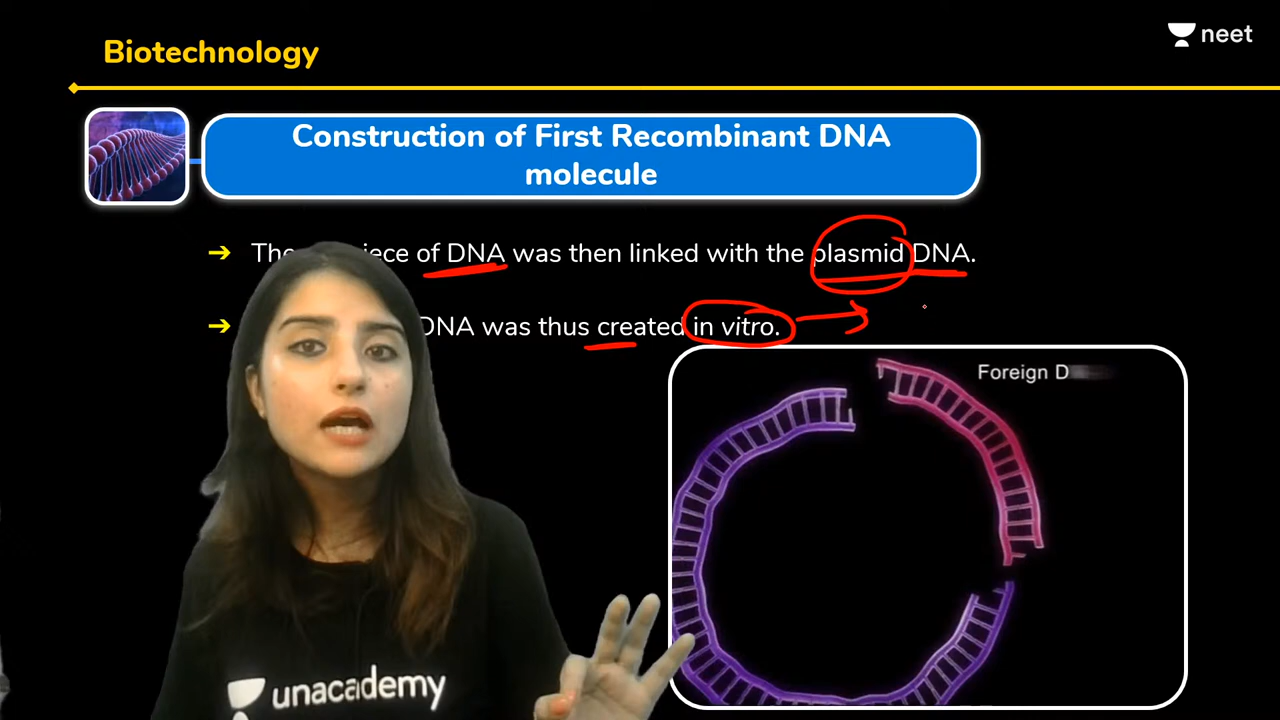 neet
Biotechnology
Construction of First Recombinant DNA
molecule
➔ The piece of DNA was then linked with the plasmid DNA.
➔ DNA was thus created in vitro.
Foreign
unacademy